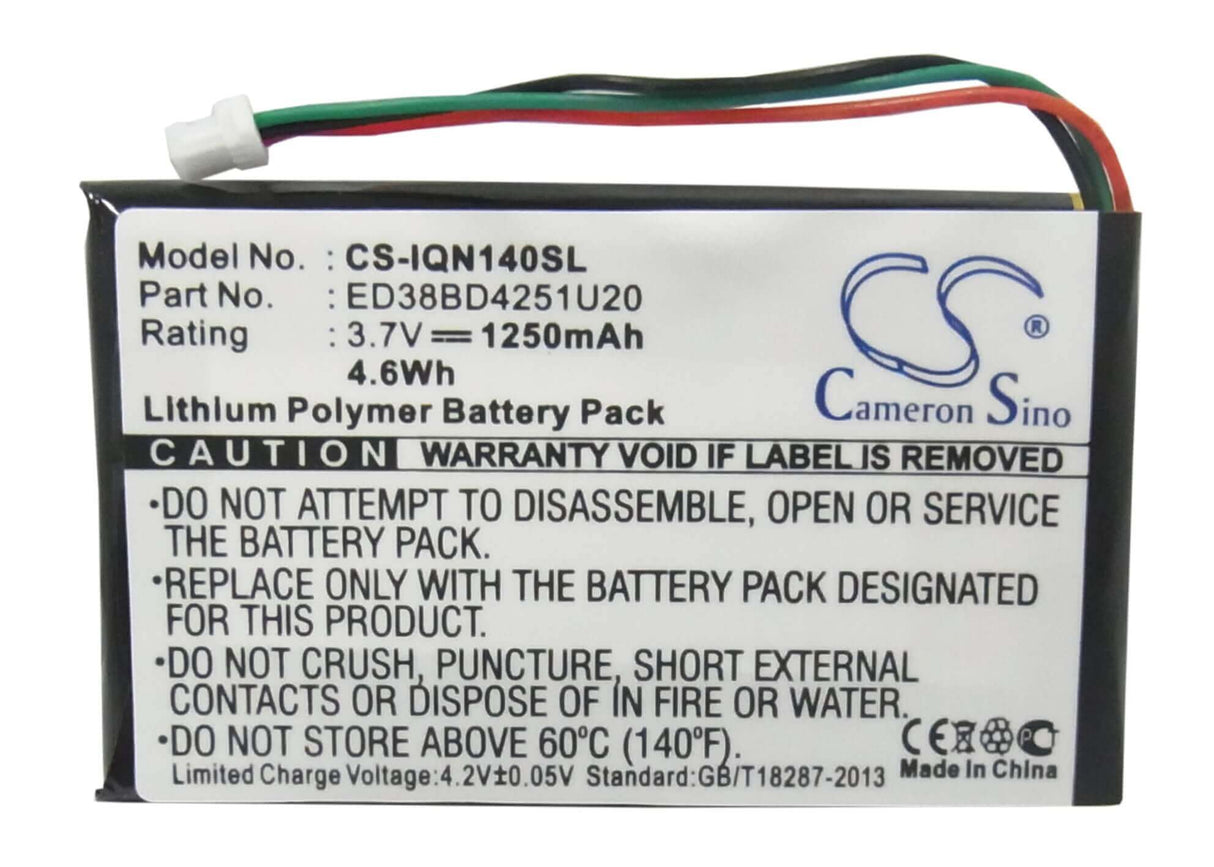 Model No. : CS-IQN140SL
Part No. : ED38BD4251U20
Rating : 3.7V 1250mAh
4.6Wh
Lithium Polymer Battery Pack
CS®
Cameron Sino
CAUTION WARRANTY VOID IF LABEL IS REMOVED
•DO NOT ATTEMPT TO DISASSEMBLE, OPEN OR SERVICE
THE BATTERY PACK.
•REPLACE ONLY WITH THE BATTERY PACK DESIGNATED
FOR THIS PRODUCT.
•DO NOT CRUSH, PUNCTURE, SHORT EXTERNAL
CONTACTS OR DISPOSE OF IN FIRE OR WATER.
•DO NOT STORE ABOVE 60°C (140°F).
CE
Limited Charge Voltage:4.2V±0.05V Standard:GB/T18287-2013
Made In China